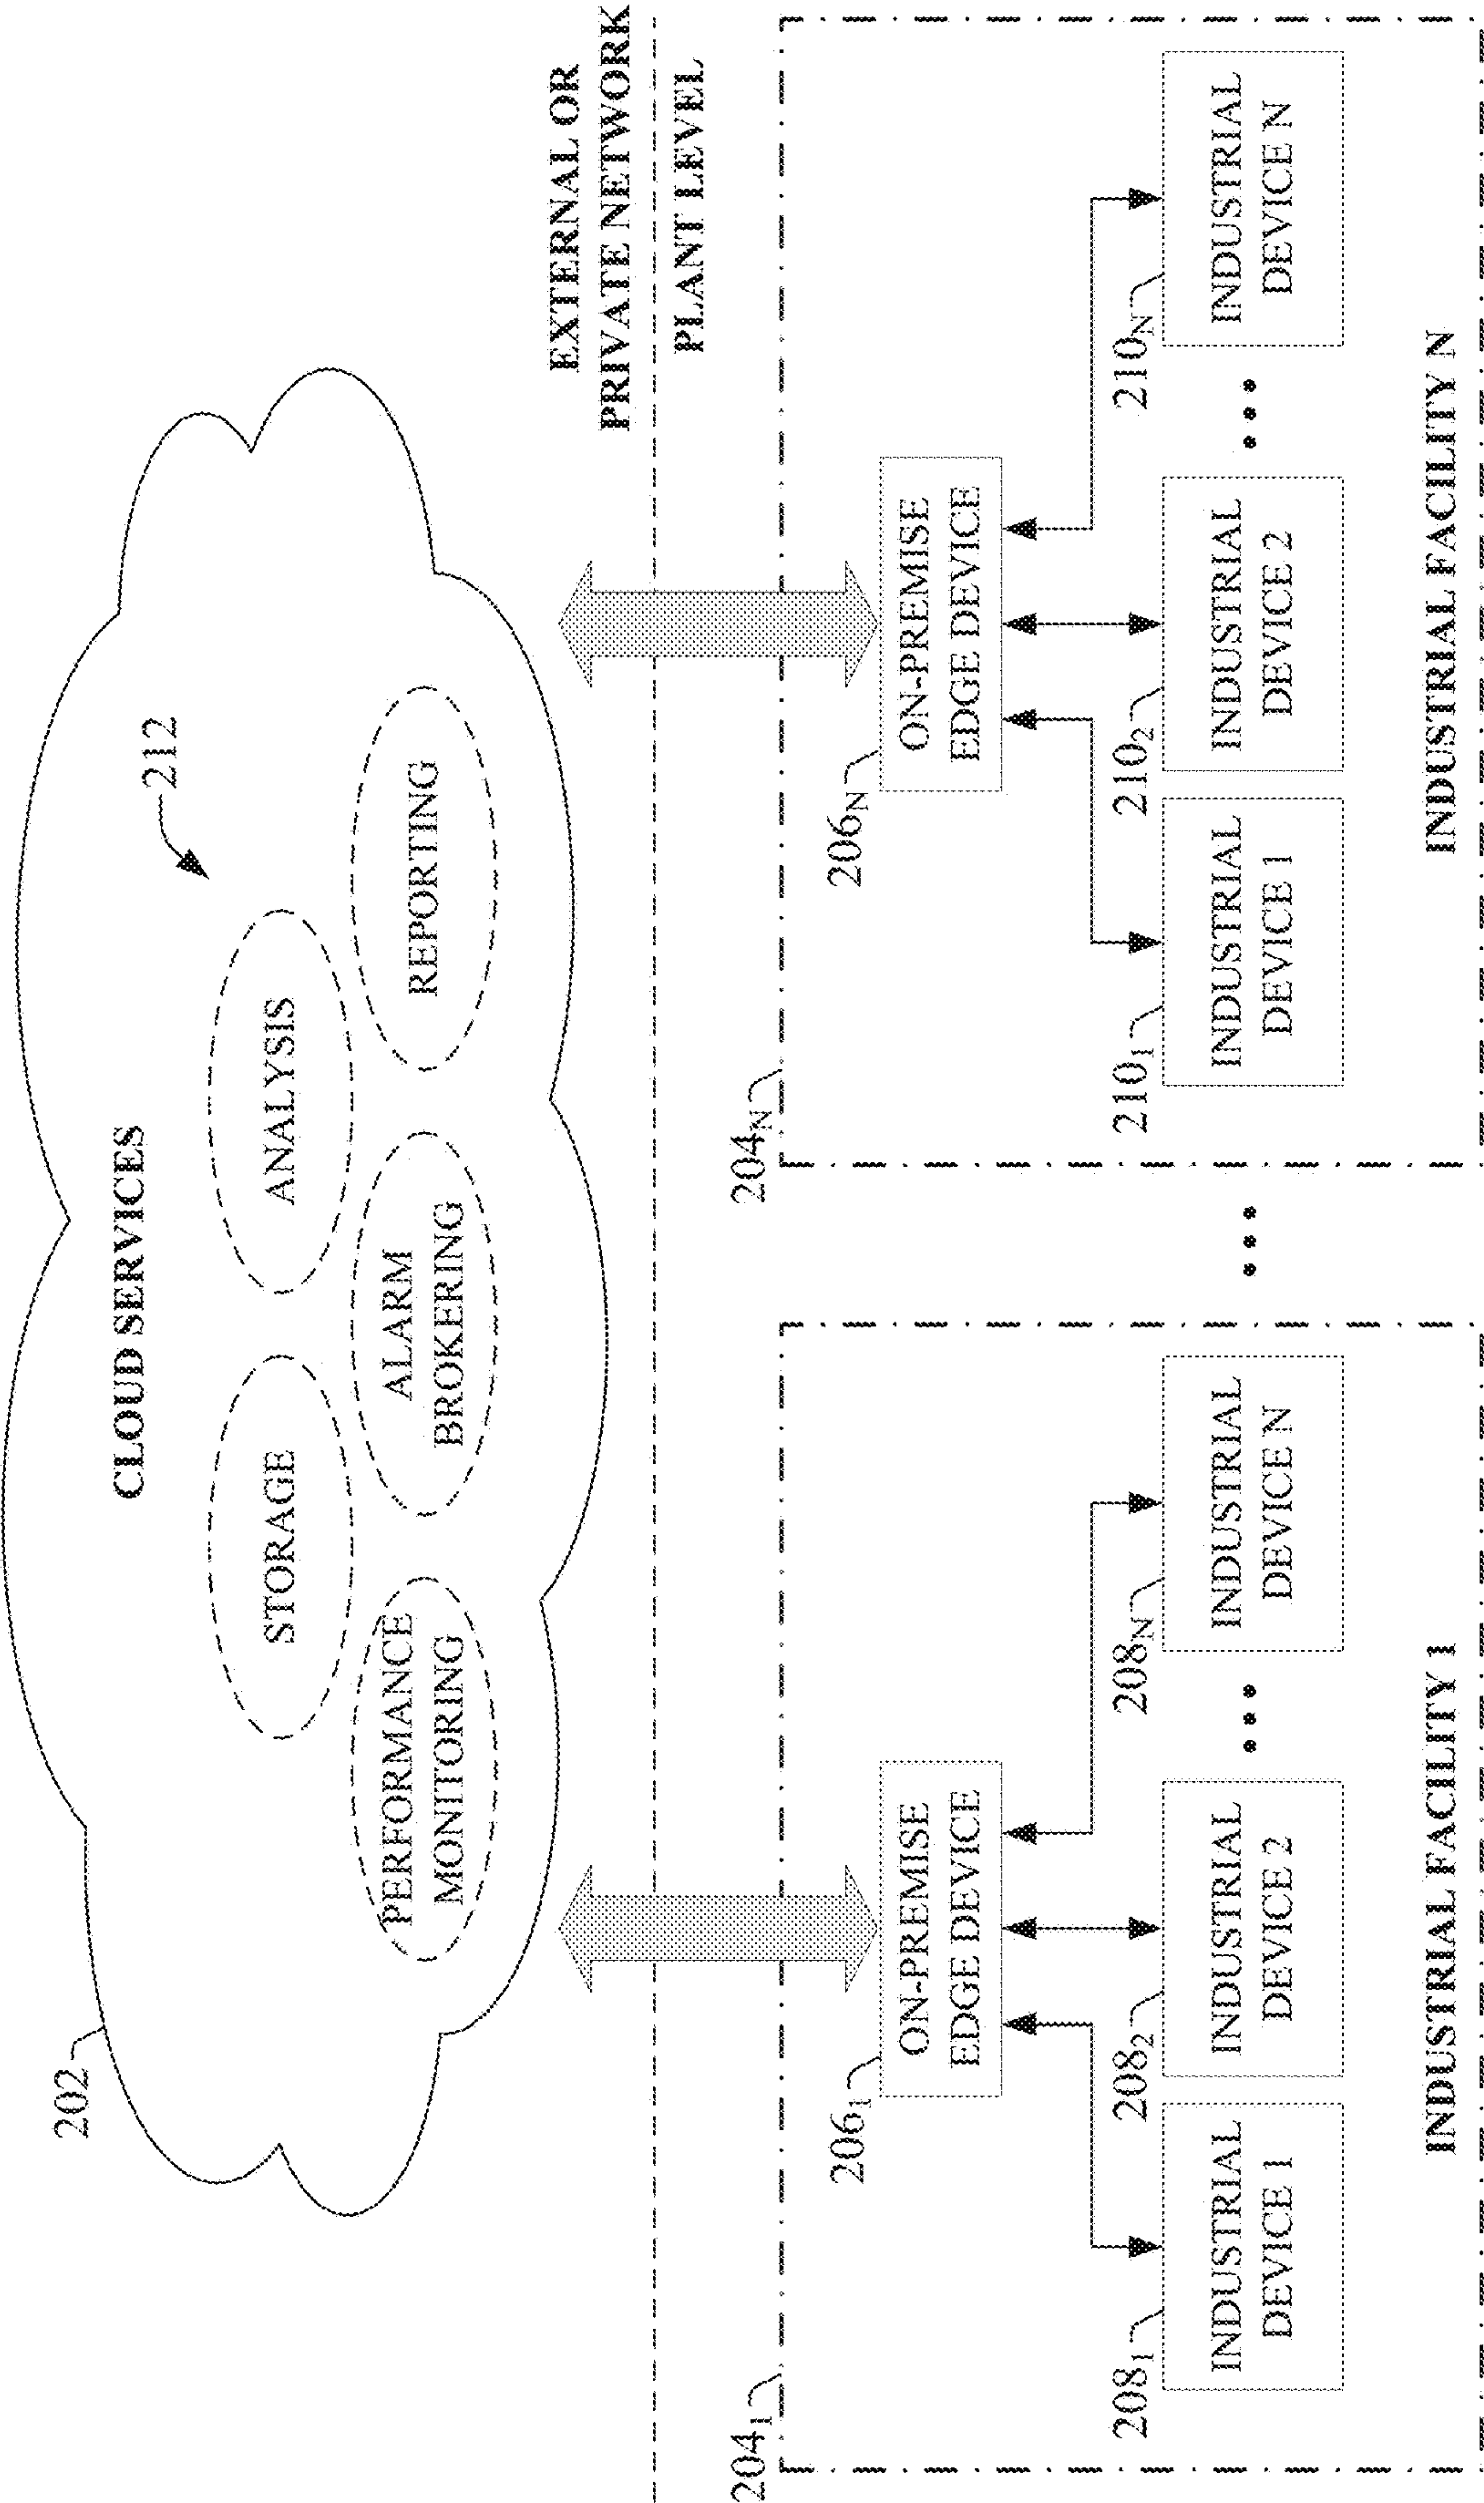 202
CLOUD SERVICES
212
STORAGE
ANALYSIS
PERFORMANCE
MONITORING
ALARM
BROKERING
REPORTING
EXTERNAL OR
PRIVATE NETWORK
PLANT LEVEL
204₁
206₁
ON-PREMISE
EDGE DEVICE
208₁
208₂
208N
INDUSTRIAL
DEVICE 1
INDUSTRIAL
DEVICE 2
•••
INDUSTRIAL
DEVICE N
INDUSTRIAL FACILITY 1
•••
204N
206N
ON-PREMISE
EDGE DEVICE
210₁
210₂
210N
INDUSTRIAL
DEVICE 1
INDUSTRIAL
DEVICE 2
•••
INDUSTRIAL
DEVICE N
INDUSTRIAL FACILITY N